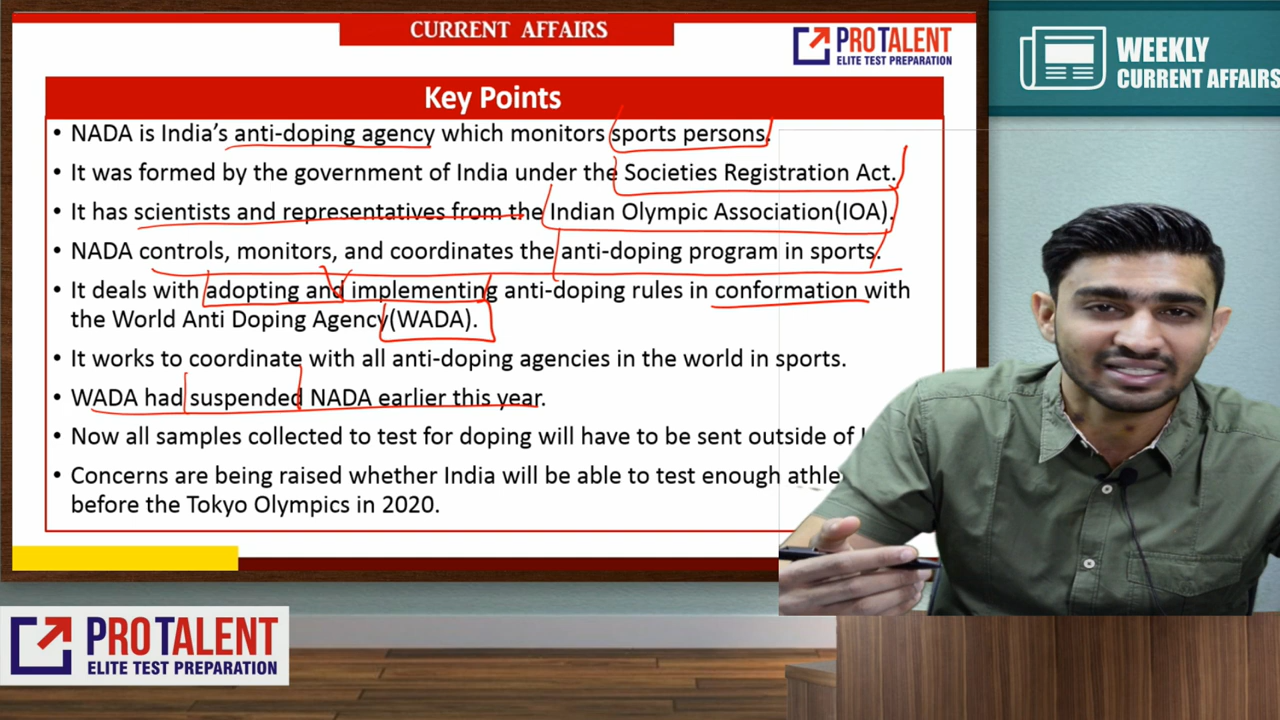 CURRENT AFFAIRS
PROTALENT
ELITE TEST PREPARATION
WEEKLY
CURRENT AFFAIRS
Key Points
• NADA is India's anti-doping agency which monitors sports persons.
• It was formed by the government of India under the Societies Registration Act.
• It has scientists and representatives from the Indian Olympic Association(IOA).
• NADA controls, monitors, and coordinates the anti-doping program in sports.
• It deals with adopting and implementing anti-doping rules in conformation with
the World Anti Doping Agency(WADA).
• It works to coordinate with all anti-doping agencies in the world in sports.
• WADA had suspended NADA earlier this year.
• Now all samples collected to test for doping will have to be sent outside of
• Concerns are being raised whether India will be able to test enough
before the Tokyo Olympics in 2020.
PROTALENT
ELITE TEST PREPARATION